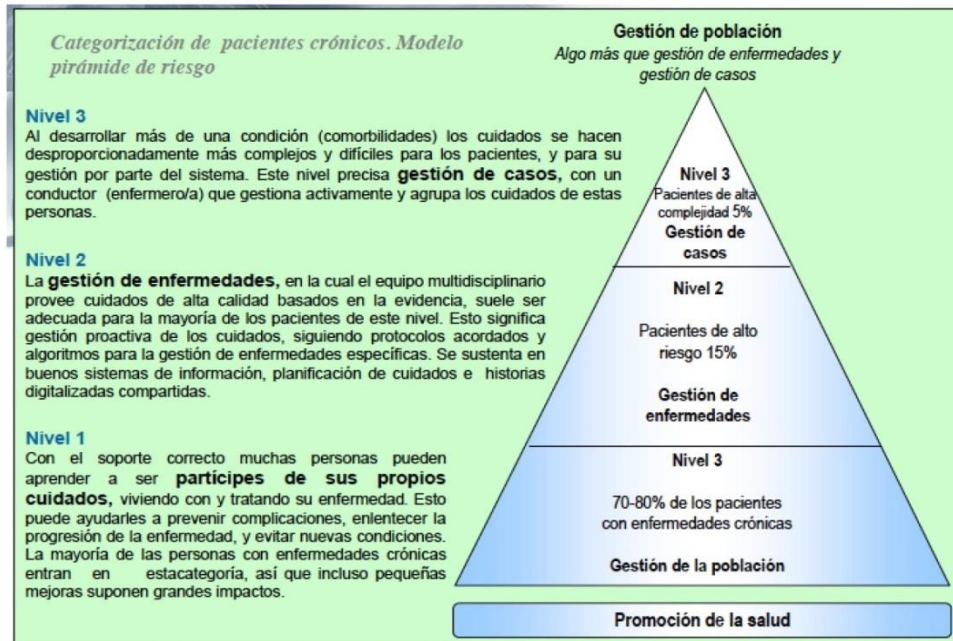 Categorización de pacientes crónicos. Modelo
pirámide de riesgo
Nivel 3
Al desarrollar más de una condición (comorbilidades) los cuidados se hacen
desproporcionadamente más complejos y difíciles para los pacientes, y para su
gestión por parte del sistema. Este nivel precisa gestión de casos, con un
conductor (enfermero/a) que gestiona activamente y agrupa los cuidados de estas
personas.
Nivel 2
La gestión de enfermedades, en la cual el equipo multidisciplinario
provee cuidados de alta calidad basados en la evidencia, suele ser
adecuada para la mayoría de los pacientes de este nivel. Esto significa
gestión proactiva de los cuidados, siguiendo protocolos acordados y
algoritmos para la gestión de enfermedades específicas. Se sustenta en
buenos sistemas de información, planificación de cuidados e historias
digitalizadas compartidas.
Nivel 1
Con el soporte correcto muchas personas pueden
aprender a ser partícipes de sus propios
cuidados, viviendo con y tratando su enfermedad. Esto
puede ayudarles a prevenir complicaciones, enlentecer la
progresión de la enfermedad, y evitar nuevas condiciones.
La mayoría de las personas con enfermedades crónicas
entran en estacategoría, así que incluso pequeñas
mejoras suponen grandes impactos.
Gestión de población
Algo más que gestión de enfermedades y
gestión de casos
Nivel 3
Pacientes de alta
complejidad 5%
Gestión de
casos
Nivel 2
Pacientes de alto
riesgo 15%
Gestión de
enfermedades
Nivel 3
70-80% de los pacientes
con enfermedades crónicas
Gestión de la población
Promoción de la salud